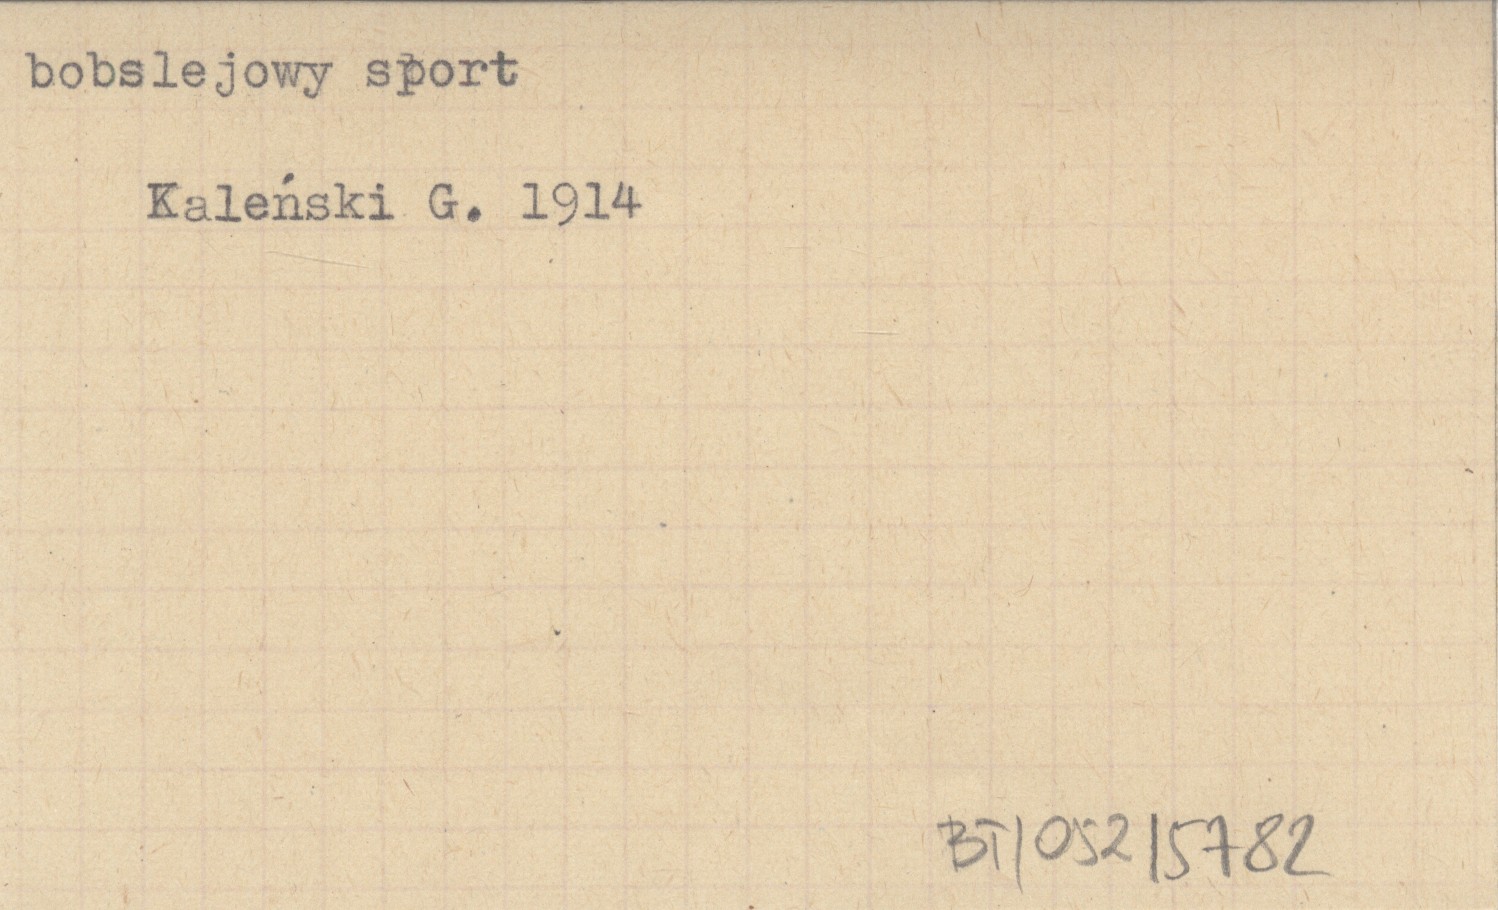 bobslejowy sport
Kaleński G. 1914
BT/052/5782